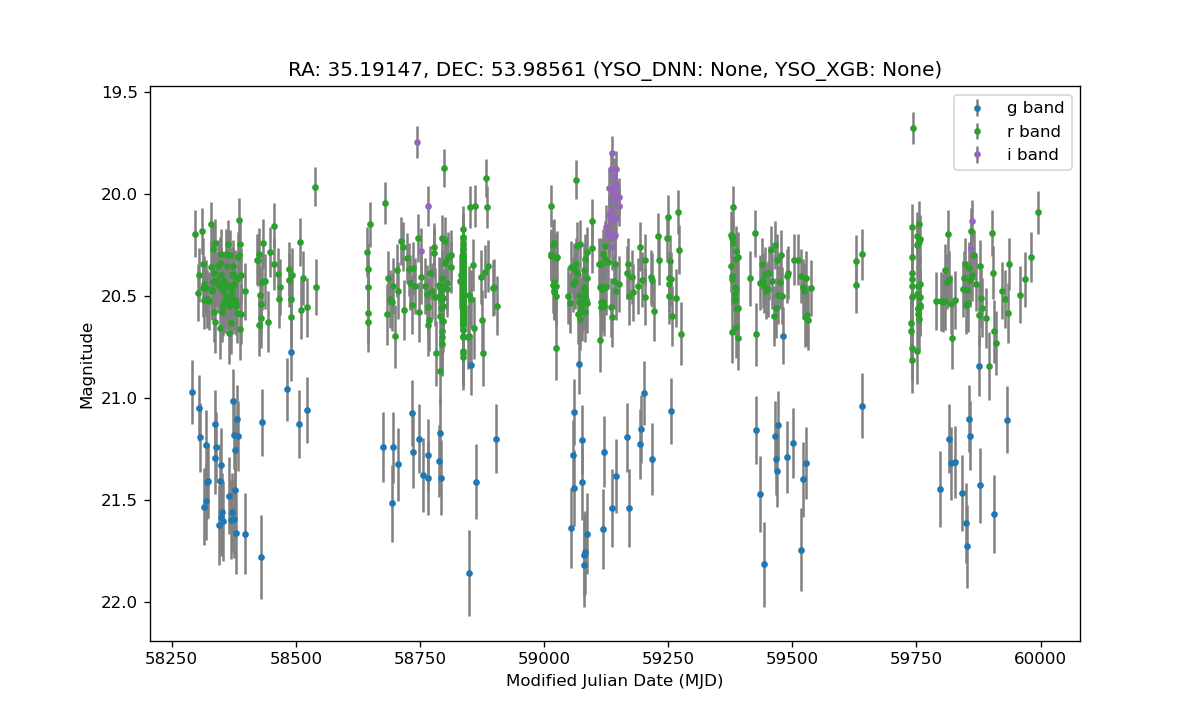 RA: 35.19147, DEC: 53.98561 (YSO_DNN: None, YSO_XGB: None)
19.5
20.0
20.5
21.0
21.5
22.0
Magnitude
g band
r band
i band
58250
58500
58750
59000
59250
59500
59750
60000
Modified Julian Date (MJD)